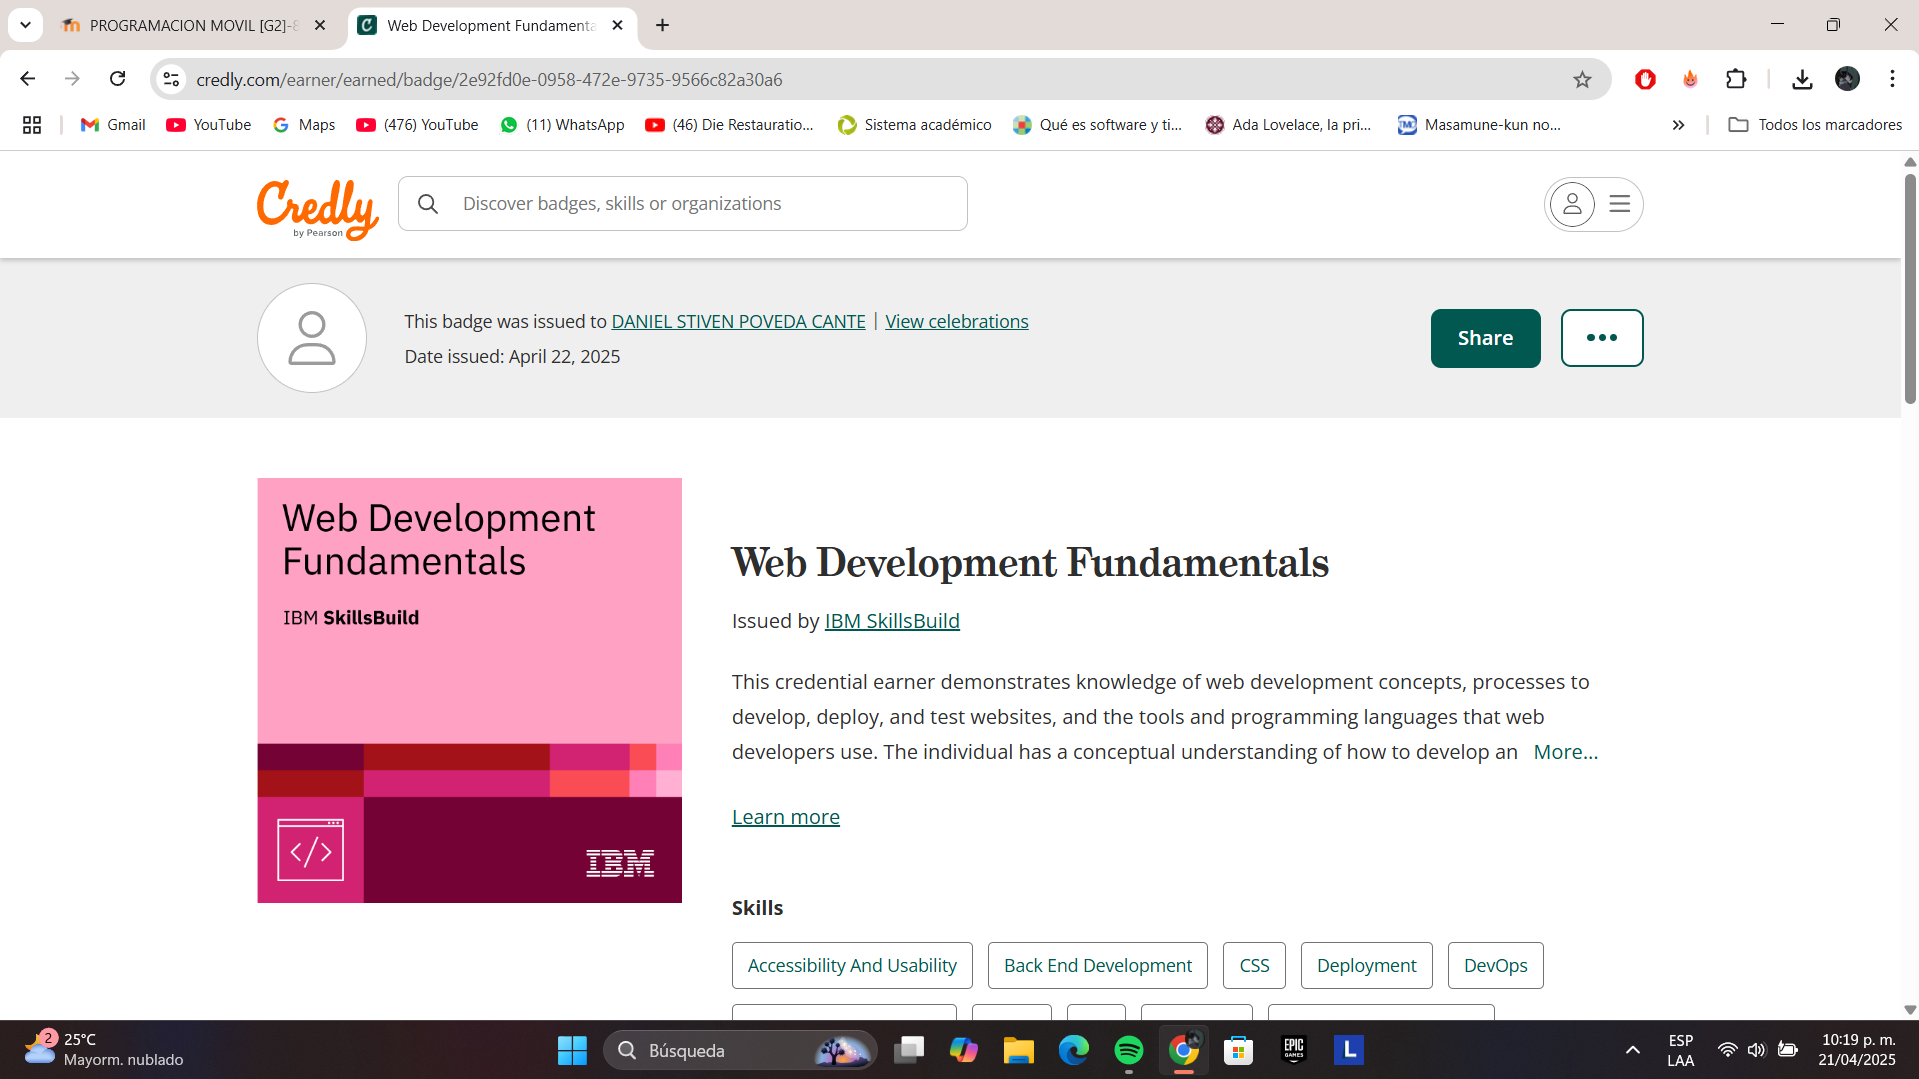 PROGRAMACION MOVIL [G2]-8
Web Development Fundamenta
credly.com/earner/earned/badge/2e92fd0e-0958-472e-9735-9566c82a30a6
Gmail
YouTube
Maps
(476) YouTube
(11) WhatsApp
(46) Die Restauratio...
Sistema académico
Qué es software y ti...
Ada Lovelace, la pri...
Masamune-kun no...
Todos los marcadores
Credly
by Pearson
Discover badges, skills or organizations
This badge was issued to DANIEL STIVEN POVEDA CANTE | View celebrations
Date issued: April 22, 2025
Share
Web Development
Fundamentals
IBM SkillsBuild
IBM
Web Development Fundamentals
Issued by IBM SkillsBuild
This credential earner demonstrates knowledge of web development concepts, processes to
develop, deploy, and test websites, and the tools and programming languages that web
developers use. The individual has a conceptual understanding of how to develop an More...
Learn more
Skills
Accessibility And Usability
Back End Development
CSS
Deployment
DevOps
2
25°C
Mayorm. nublado
Búsqueda
EPIC
GAMES
L
ESP
LAA
10:19 p. m.
21/04/2025